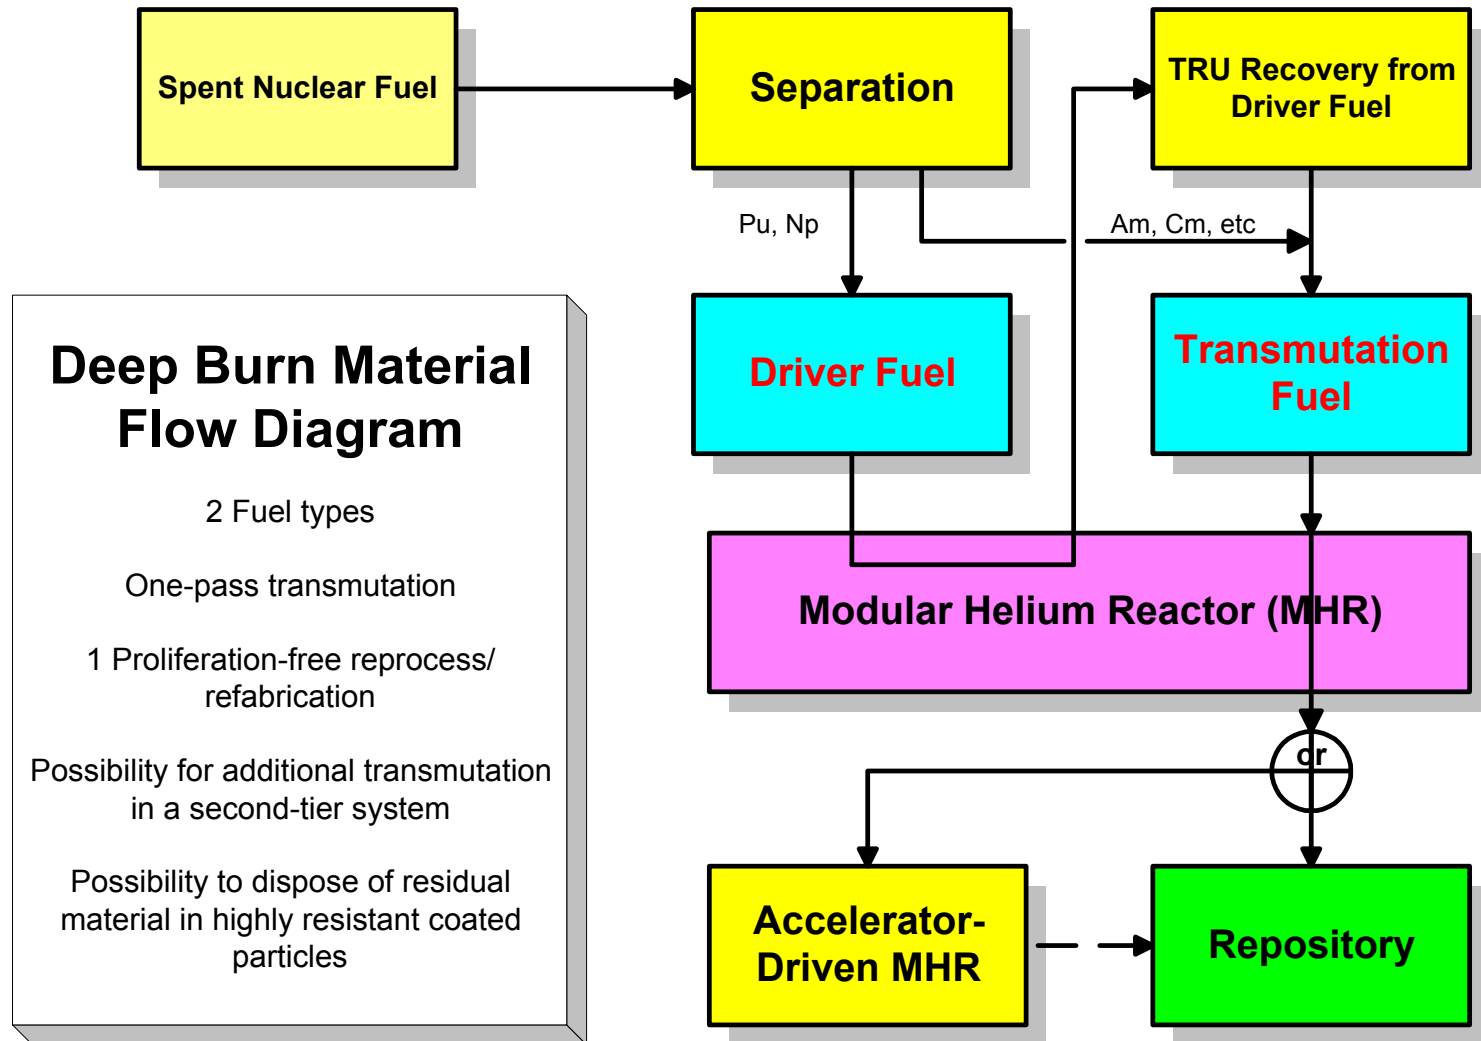 Spent Nuclear Fuel
Separation
TRU Recovery from
Driver Fuel
Pu, Np
Am, Cm, etc
Deep Burn Material
Flow Diagram
2 Fuel types
One-pass transmutation
1 Proliferation-free reprocess/
refabrication
Possibility for additional transmutation
in a second-tier system
Possibility to dispose of residual
material in highly resistant coated
particles
Driver Fuel
Transmutation
Fuel
Modular Helium Reactor (MHR)
or
Accelerator-
Driven MHR
Repository